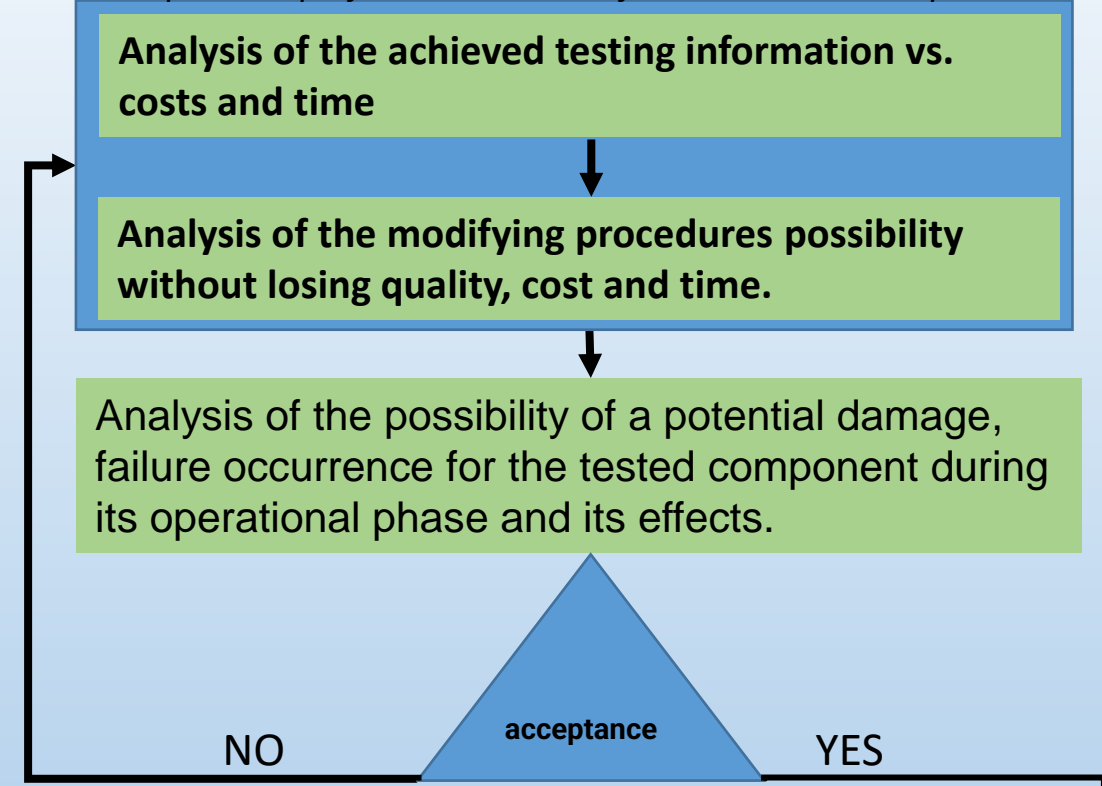 Analysis of the achieved testing information vs.
costs and time
Analysis of the modifying procedures possibility
without losing quality, cost and time.
Analysis of the possibility of a potential damage,
failure occurrence for the tested component during
its operational phase and its effects.
acceptance
NO
YES